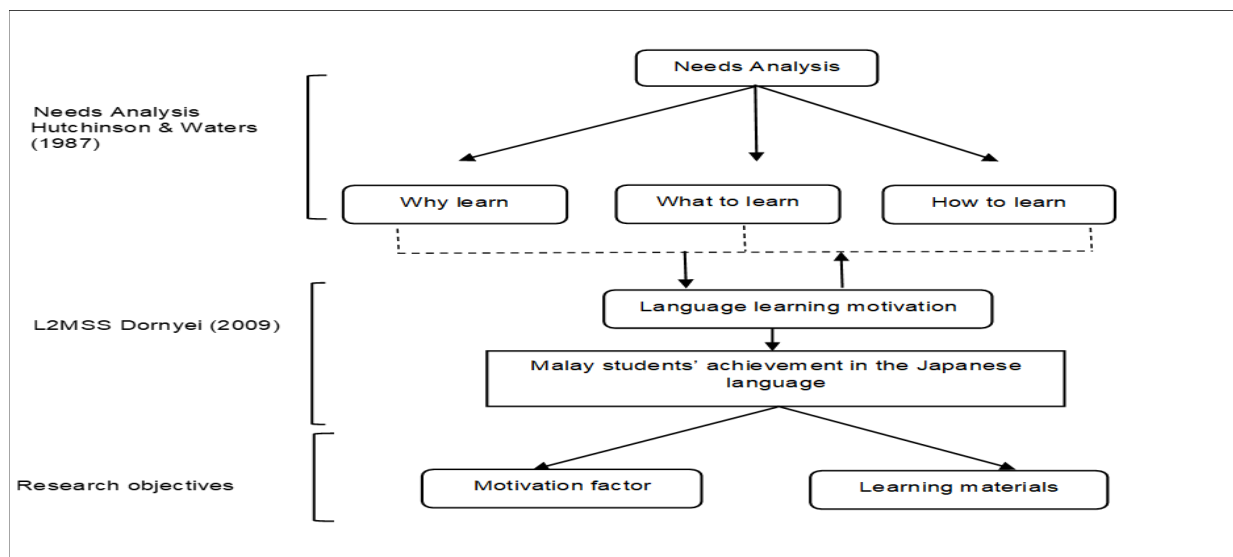 Needs Analysis
Needs Analysis
Hutchinson & Waters
(1987)
Why learn
What to learn
How to learn
Language learning motivation
L2MSS Dornyei (2009)
Malay students’ achievement in the Japanese
language
Motivation factor
Learning materials
Research objectives